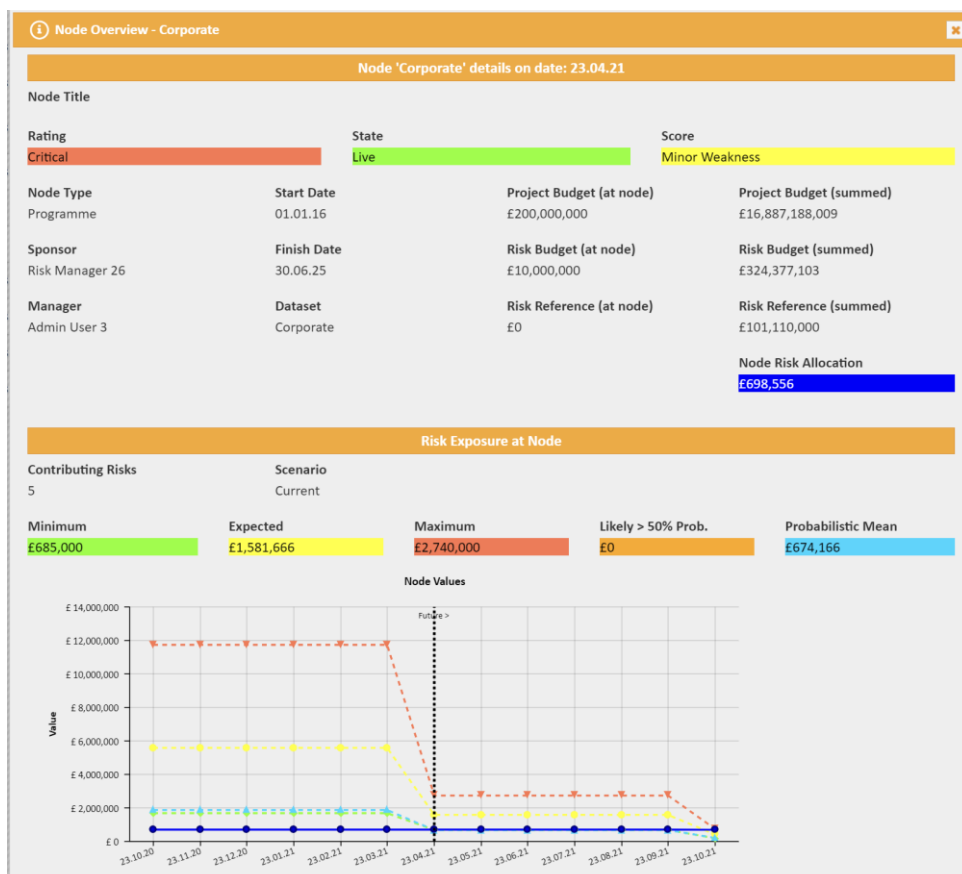 Node Overview - Corporate
Node 'Corporate' details on date: 23.04.21
Node Title
Rating State Score
Critical Live Minor Weakness
Node Type Start Date Project Budget (at node) Project Budget (summed)
Programme 01.01.16 £200,000,000 £16,887,188,009
Sponsor Finish Date Risk Budget (at node) Risk Budget (summed)
Risk Manager 26 30.06.25 £10,000,000 £324,377,103
Manager Dataset Risk Reference (at node) Risk Reference (summed)
Admin User 3 Corporate £0 £101,110,000
Node Risk Allocation
£698,556
Risk Exposure at Node
Contributing Risks Scenario
5 Current
Minimum Expected Maximum Likely > 50% Prob. Probabilistic Mean
£685,000 £1,581,666 £2,740,000 £0 £674,166
Node Values
Future >
£ 14,000,000
£ 12,000,000
£ 10,000,000
£ 8,000,000
£ 6,000,000
£ 4,000,000
£ 2,000,000
£ 0
Value
23.10.20 23.11.20 23.12.20 23.01.21 23.02.21 23.03.21 23.04.21 23.05.21 23.06.21 23.07.21 23.08.21 23.09.21 23.10.21